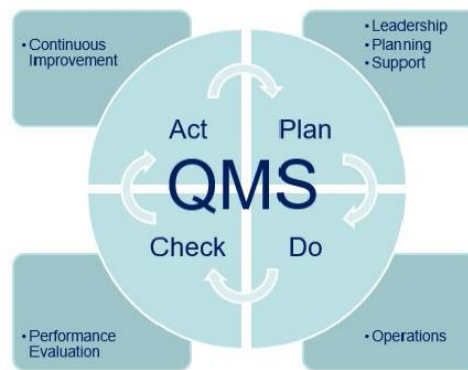 • Continuous
Improvement
• Leadership
• Planning
• Support
Act
Plan
QMS
Check
Do
• Performance
Evaluation
• Operations